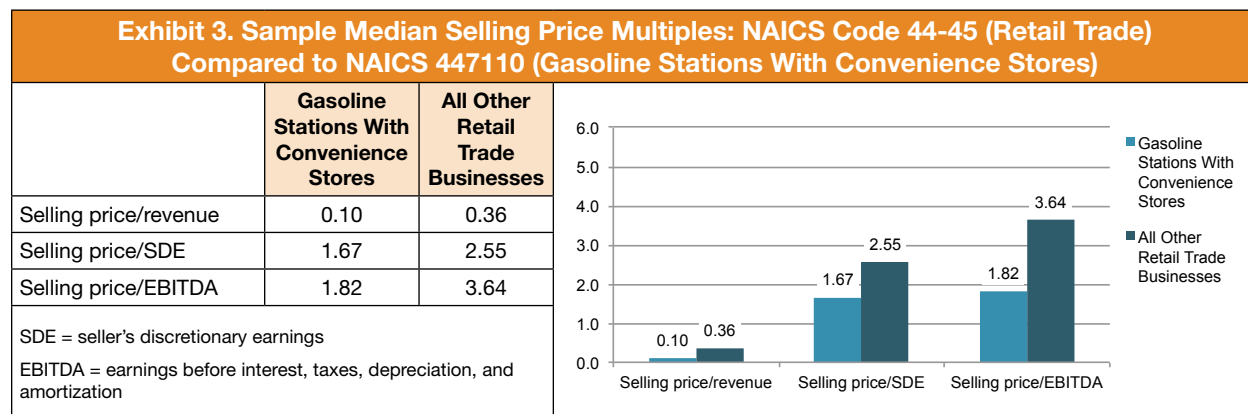 Exhibit 3. Sample Median Selling Price Multiples: NAICS Code 44-45 (Retail Trade)
Compared to NAICS 447110 (Gasoline Stations With Convenience Stores)
Gasoline
Stations With
Convenience
Stores
All Other
Retail
Trade
Businesses
Selling price/revenue 0.10 0.36
Selling price/SDE 1.67 2.55
Selling price/EBITDA 1.82 3.64
SDE = seller’s discretionary earnings
EBITDA = earnings before interest, taxes, depreciation, and
amortization
6.0
5.0
4.0
3.0
2.0
1.0
0.0
0.10
0.36
1.67
2.55
1.82
3.64
Selling price/revenue
Selling price/SDE
Selling price/EBITDA
Gasoline
Stations With
Convenience
Stores
All Other
Retail Trade
Businesses